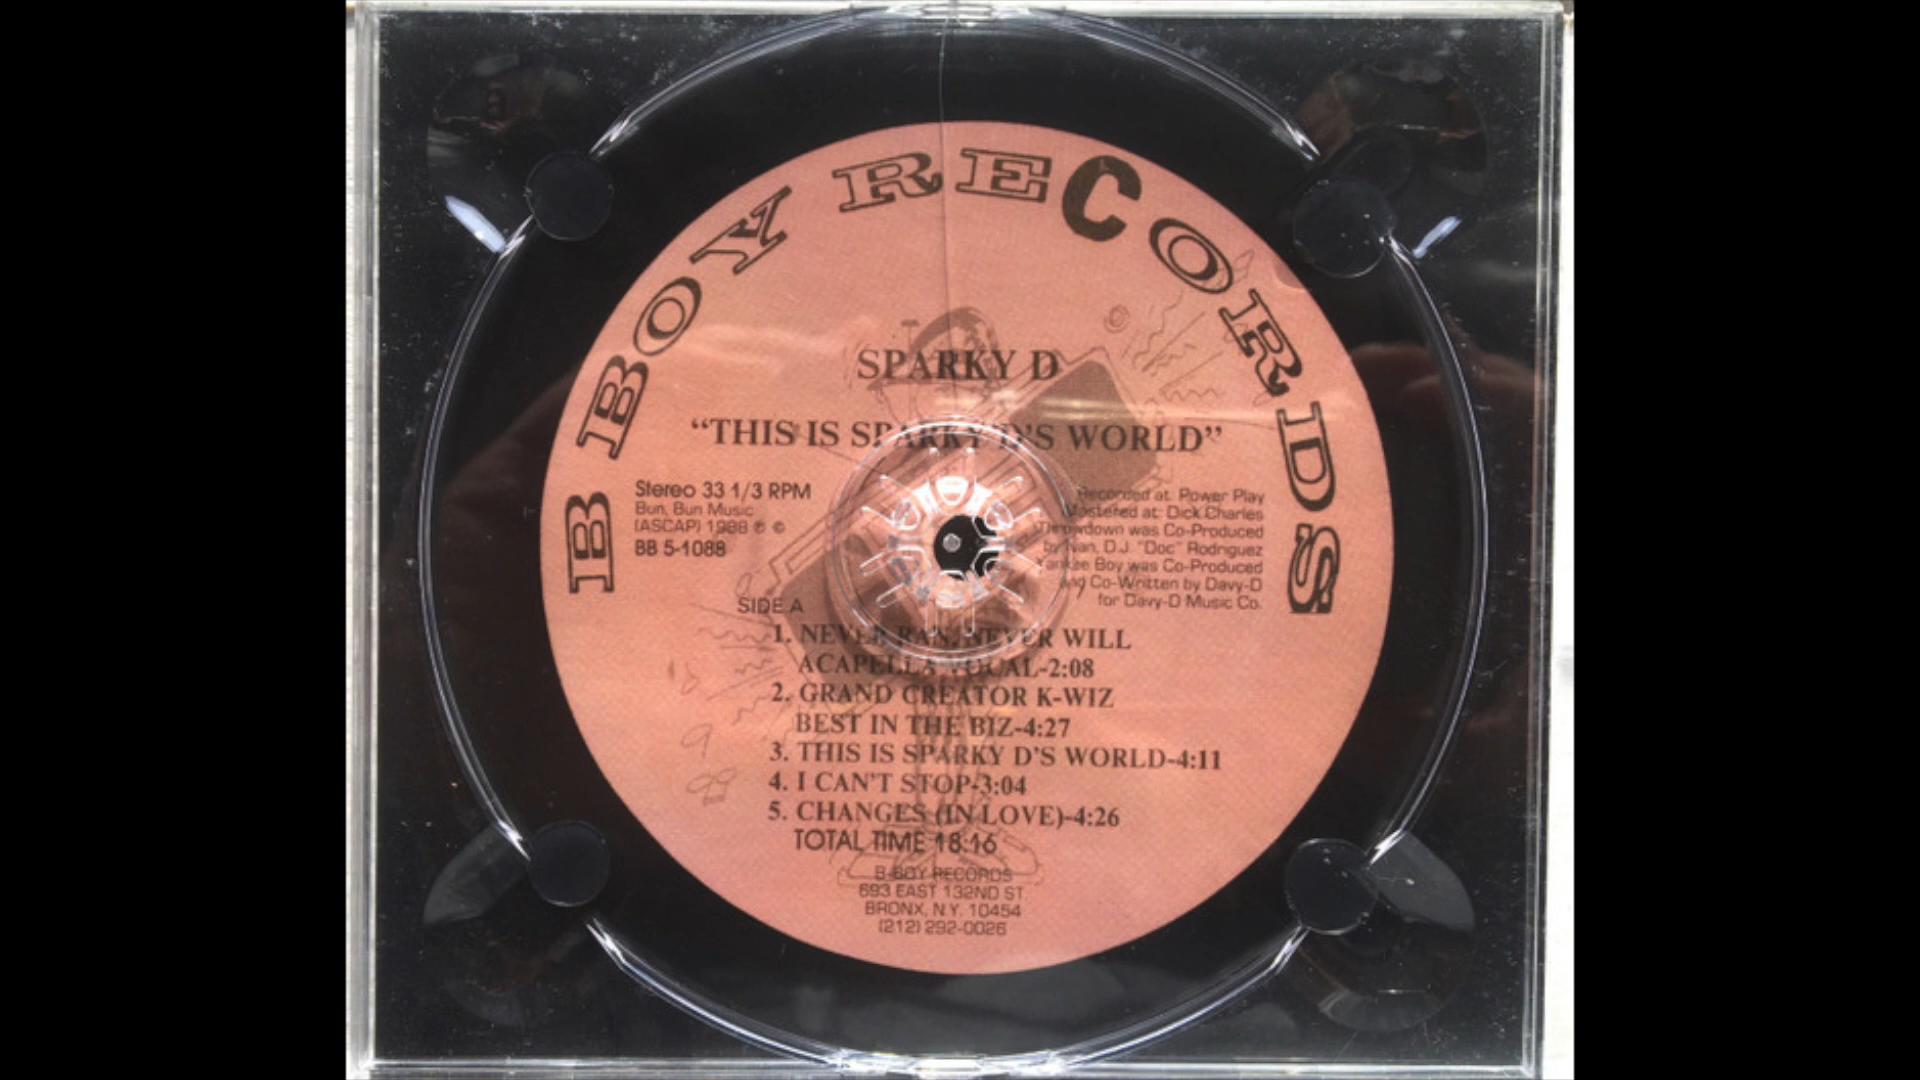 B BOY RECORDS
SPARKY D
“THIS IS SPARKY D'S WORLD”
Stereo 33 1/3 RPM
Bun, Bun Music
(ASCAP) 1988 ℗ ©
BB 5-1088
Recorded at: Power Play
Mastered at: Dick Charles
Throwdown was Co-Produced
by Nan, D.J. "Doc" Rodriguez
Yankee Boy was Co-Produced
and Co-Written by Davy-D
for Davy-D Music Co.
SIDE A
1. NEVER RAN, NEVER WILL
ACAPELLA VOCAL-2:08
2. GRAND CREATOR K-WIZ
BEST IN THE BIZ-4:27
3. THIS IS SPARKY D'S WORLD-4:11
4. I CAN'T STOP-3:04
5. CHANGES (IN LOVE)-4:26
TOTAL TIME 18:16
B-BOY RECORDS
693 EAST 132ND ST
BRONX, N.Y. 10454
(212) 292-0026